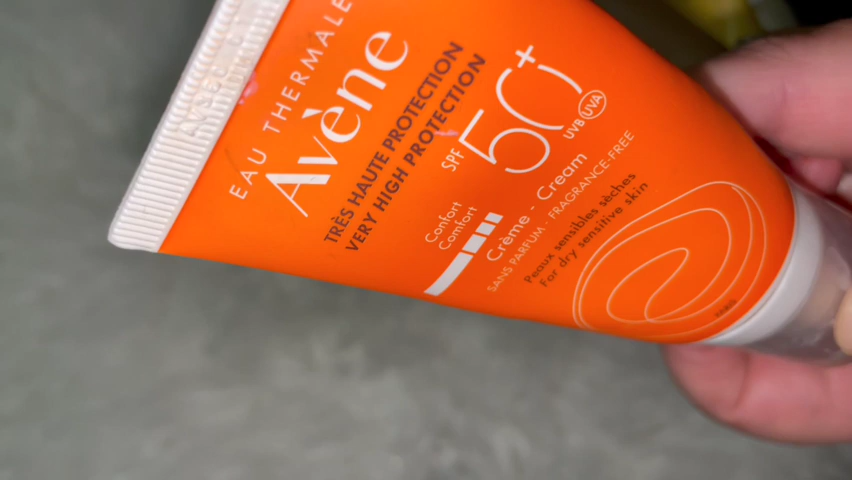 EAU THERMALE
Avène
TRÈS HAUTE PROTECTION
VERY HIGH PROTECTION
SPF 50+
UVB UVA
Confort
Comfort
Crème - Cream
SANS PARFUM - FRAGRANCE-FREE
Peaux sensibles sèches
For dry sensitive skin